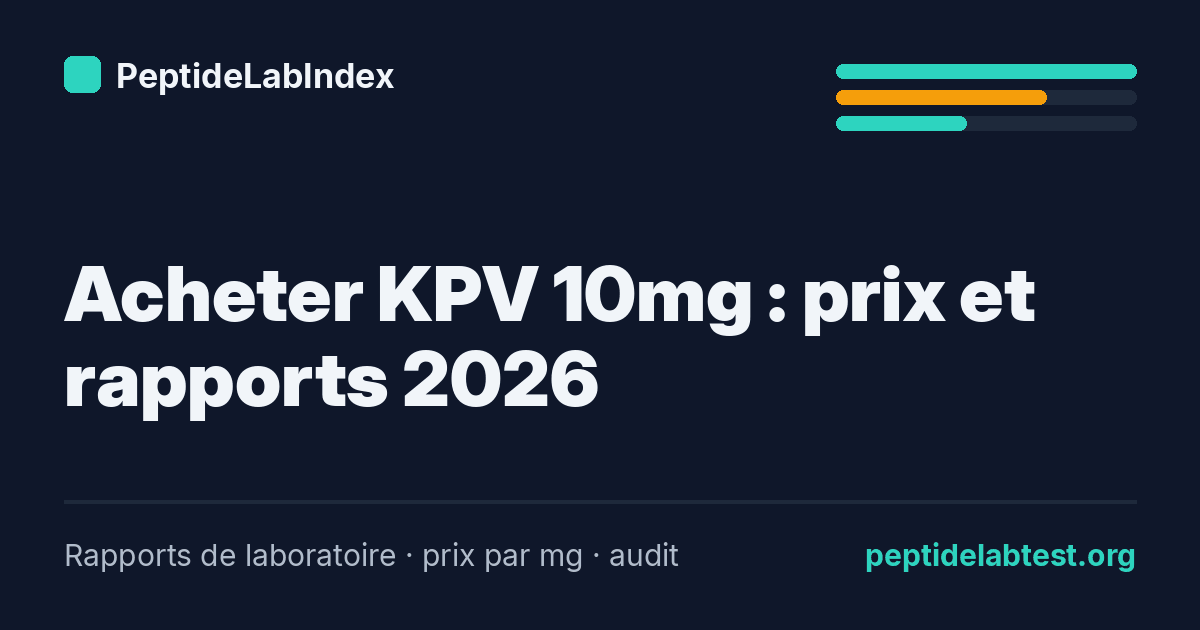 PeptideLabIndex
Acheter KPV 10mg : prix et
rapports 2026
Rapports de laboratoire · prix par mg · audit
peptidelabtest.org